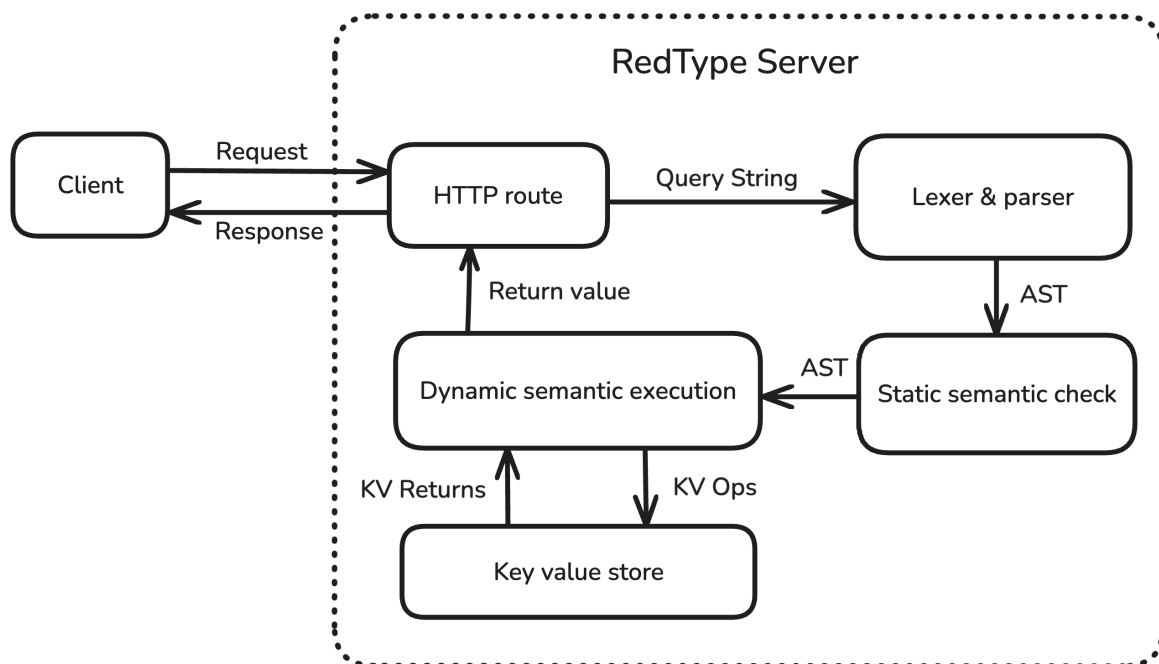 RedType Server
Client
Request
Response
HTTP route
Query String
Lexer & parser
Return value
AST
Dynamic semantic execution
AST
Static semantic check
KV Returns
KV Ops
Key value store